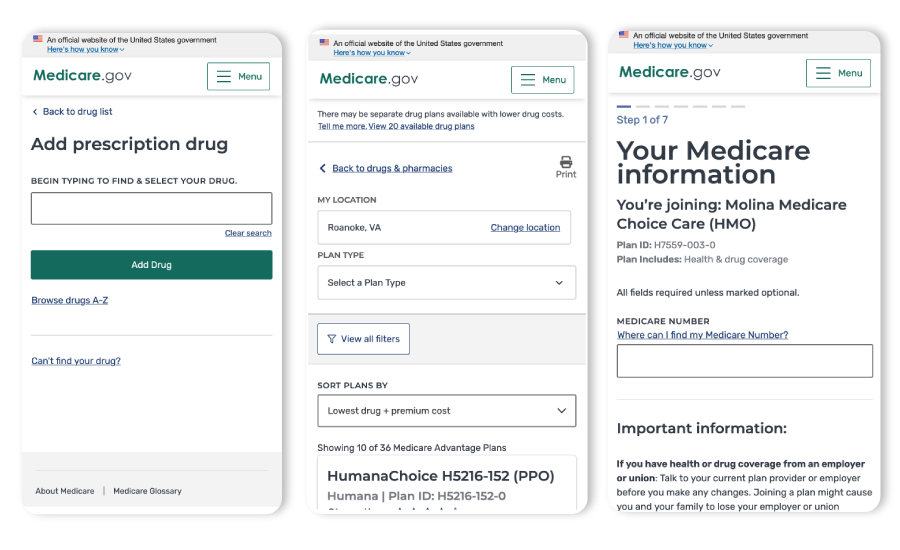 An official website of the United States government
Here's how you know
Medicare.gov
Menu
Back to drug list
Add prescription drug
BEGIN TYPING TO FIND & SELECT YOUR DRUG.
Clear search
Add Drug
Browse drugs A-Z
Can't find your drug?
About Medicare | Medicare Glossary
An official website of the United States government
Here's how you know
Medicare.gov
Menu
There may be separate drug plans available with lower drug costs.
Tell me more. View 20 available drug plans
Back to drugs & pharmacies
Print
MY LOCATION
Roanoke, VA
Change location
PLAN TYPE
Select a Plan Type
View all filters
SORT PLANS BY
Lowest drug + premium cost
Showing 10 of 36 Medicare Advantage Plans
HumanaChoice H5216-152 (PPO)
Humana | Plan ID: H5216-152-0
An official website of the United States government
Here's how you know
Medicare.gov
Menu
Step 1 of 7
Your Medicare
information
You're joining: Molina Medicare
Choice Care (HMO)
Plan ID: H7559-003-0
Plan Includes: Health & drug coverage
All fields required unless marked optional.
MEDICARE NUMBER
Where can I find my Medicare Number?
Important information:
If you have health or drug coverage from an employer
or union: Talk to your current plan provider or employer
before you make any changes. Joining a plan might cause
you and your family to lose your employer or union